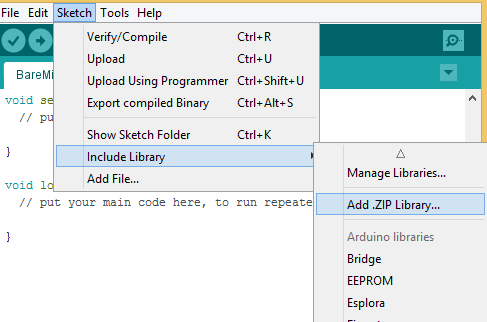 File Edit Sketch Tools Help
Verify/Compile Ctrl+R
Upload Ctrl+U
Upload Using Programmer Ctrl+Shift+U
Export compiled Binary Ctrl+Alt+S
Show Sketch Folder Ctrl+K
Include Library
Add File...
Manage Libraries...
Add .ZIP Library...
Arduino libraries
Bridge
EEPROM
Esplora
BareMi
void se
// pu
}
void lo
// put your main code here, to run repeate
}